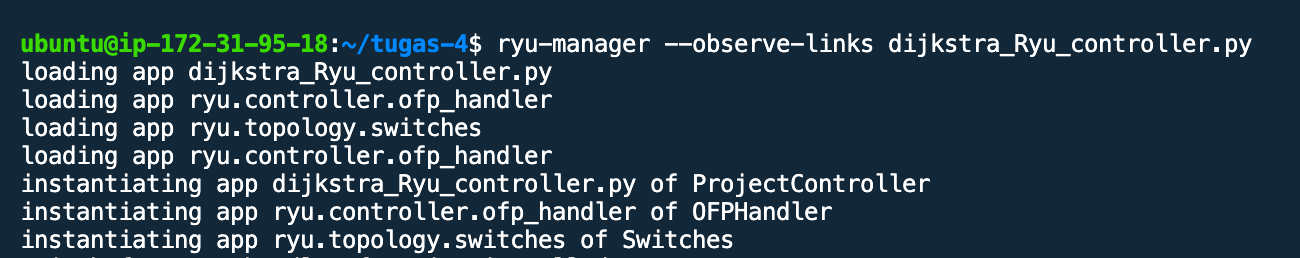 ubuntu@ip-172-31-95-18:~/tugas-4$ ryu-manager --observe-links dijkstra_Ryu_controller.py
loading app dijkstra_Ryu_controller.py
loading app ryu.controller.ofp_handler
loading app ryu.topology.switches
loading app ryu.controller.ofp_handler
instantiating app dijkstra_Ryu_controller.py of ProjectController
instantiating app ryu.controller.ofp_handler of OFPHandler
instantiating app ryu.topology.switches of Switches